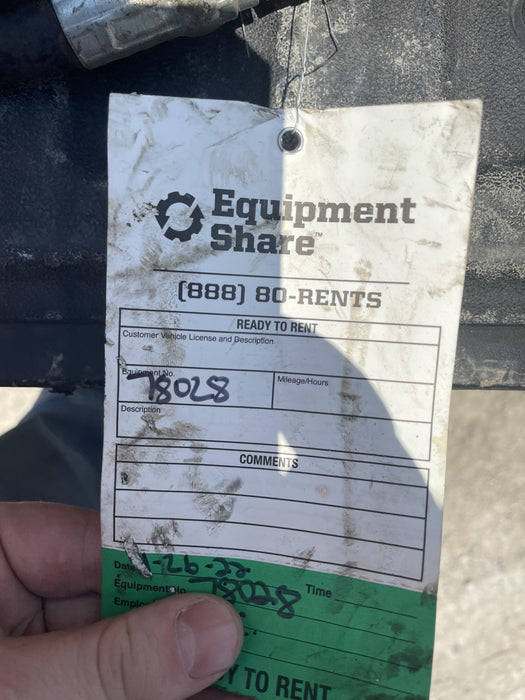 Equipment
Share™
(888) 80-RENTS
READY TO RENT
Customer Vehicle License and Description
Equipment No.
78028
Mileage/Hours
Description
COMMENTS
Date
1-26-22
Equipment No 78028 Time
TO RENT